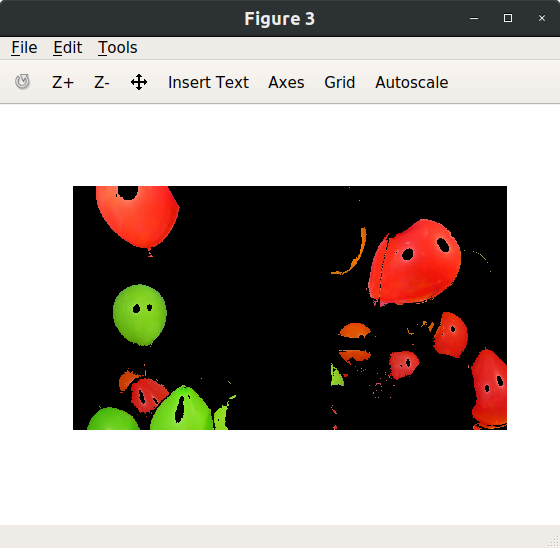 Figure 3
File Edit Tools
Z+ Z- Insert Text Axes Grid Autoscale